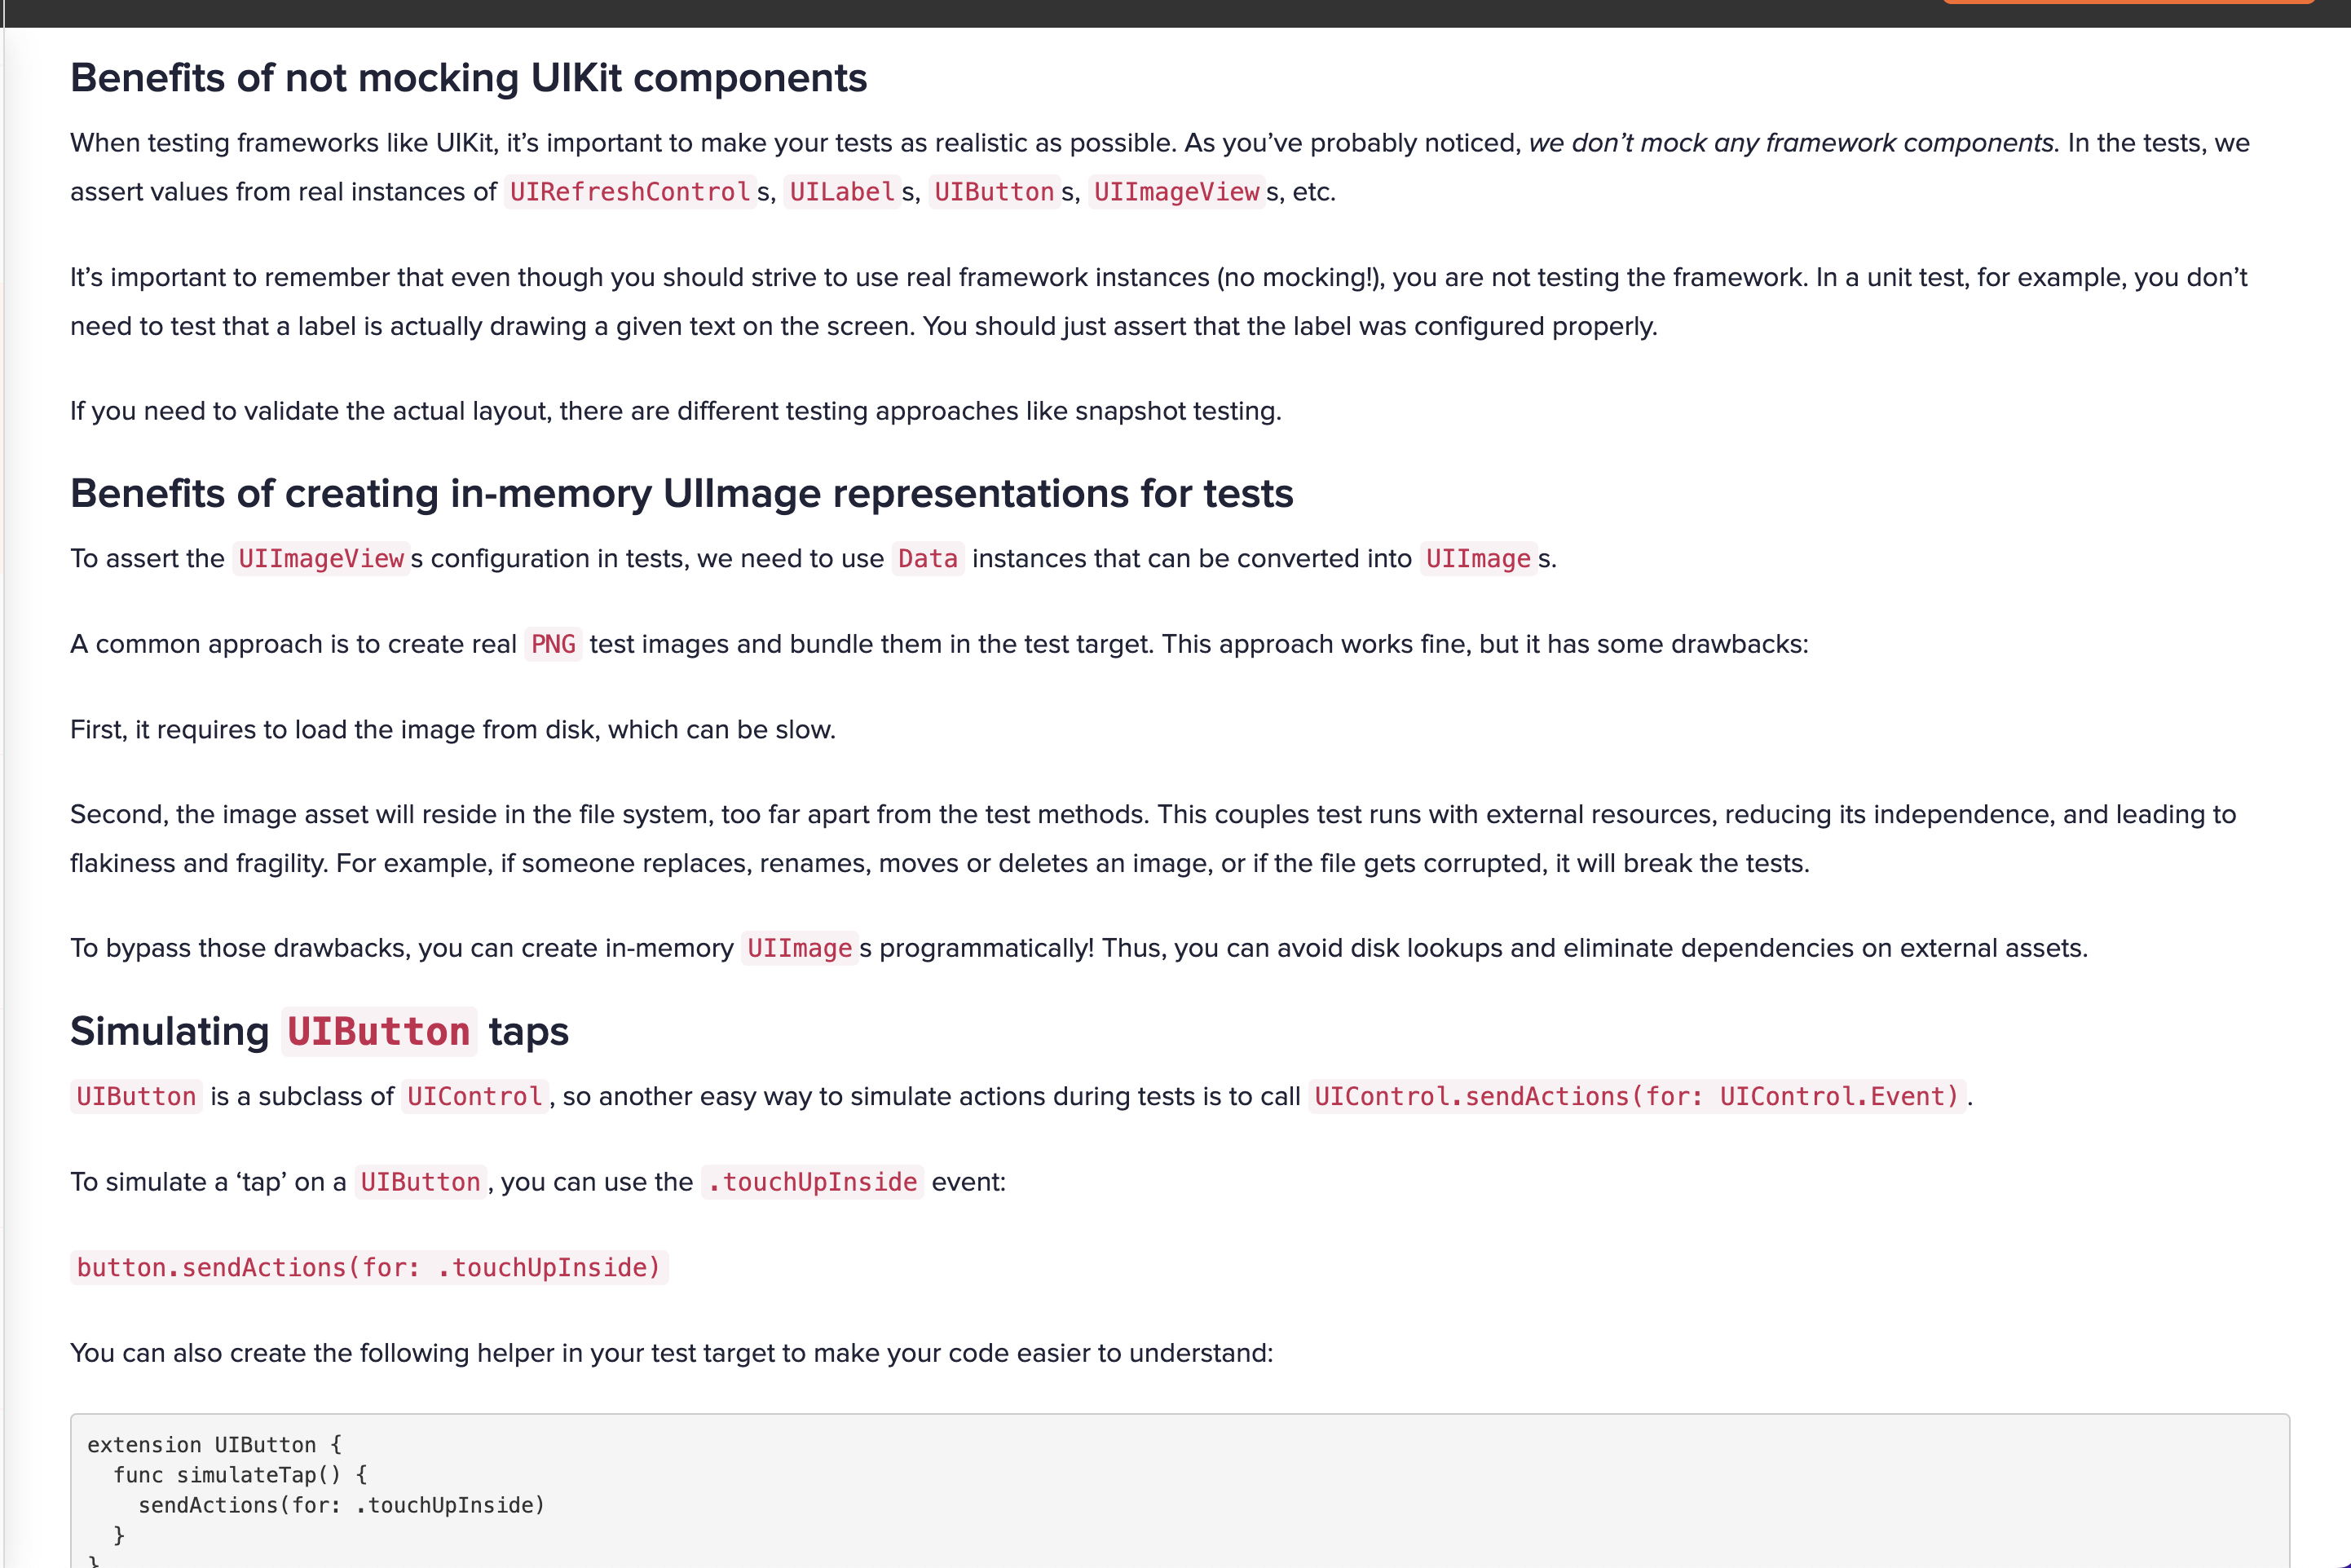 Benefits of not mocking UIKit components
When testing frameworks like UIKit, it’s important to make your tests as realistic as possible. As you’ve probably noticed, we don’t mock any framework components. In the tests, we
assert values from real instances of UIRefreshControls, UILabels, UIButtons, UIImageViews, etc.
It’s important to remember that even though you should strive to use real framework instances (no mocking!), you are not testing the framework. In a unit test, for example, you don’t
need to test that a label is actually drawing a given text on the screen. You should just assert that the label was configured properly.
If you need to validate the actual layout, there are different testing approaches like snapshot testing.
Benefits of creating in-memory UIImage representations for tests
To assert the UIImageViews configuration in tests, we need to use Data instances that can be converted into UIImages.
A common approach is to create real PNG test images and bundle them in the test target. This approach works fine, but it has some drawbacks:
First, it requires to load the image from disk, which can be slow.
Second, the image asset will reside in the file system, too far apart from the test methods. This couples test runs with external resources, reducing its independence, and leading to
flakiness and fragility. For example, if someone replaces, renames, moves or deletes an image, or if the file gets corrupted, it will break the tests.
To bypass those drawbacks, you can create in-memory UIImages programmatically! Thus, you can avoid disk lookups and eliminate dependencies on external assets.
Simulating UIButton taps
UIButton is a subclass of UIControl, so another easy way to simulate actions during tests is to call UIControl.sendActions(for: UIControl.Event).
To simulate a ‘tap’ on a UIButton, you can use the .touchUpInside event:
button.sendActions(for: .touchUpInside)
You can also create the following helper in your test target to make your code easier to understand:
extension UIButton {
  func simulateTap() {
    sendActions(for: .touchUpInside)
  }
}